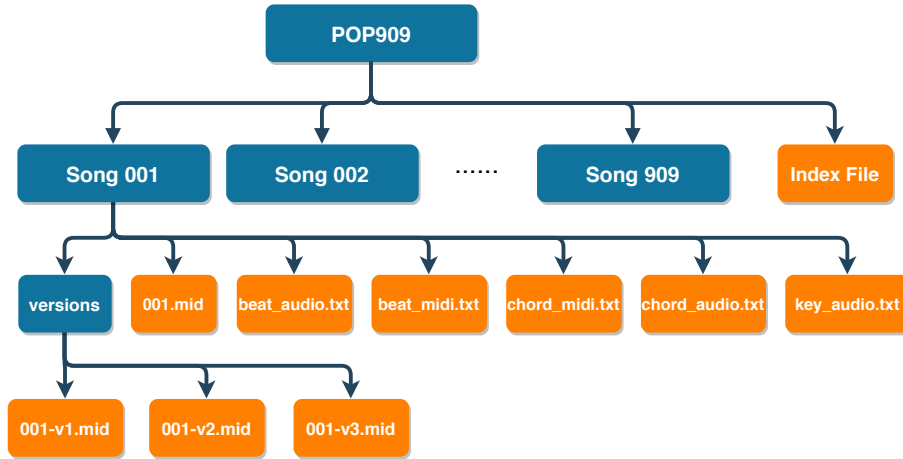 POP909
Song 001
Song 002
......
Song 909
Index File
versions
001.mid
beat_audio.txt
beat_midi.txt
chord_midi.txt
chord_audio.txt
key_audio.txt
001-v1.mid
001-v2.mid
001-v3.mid